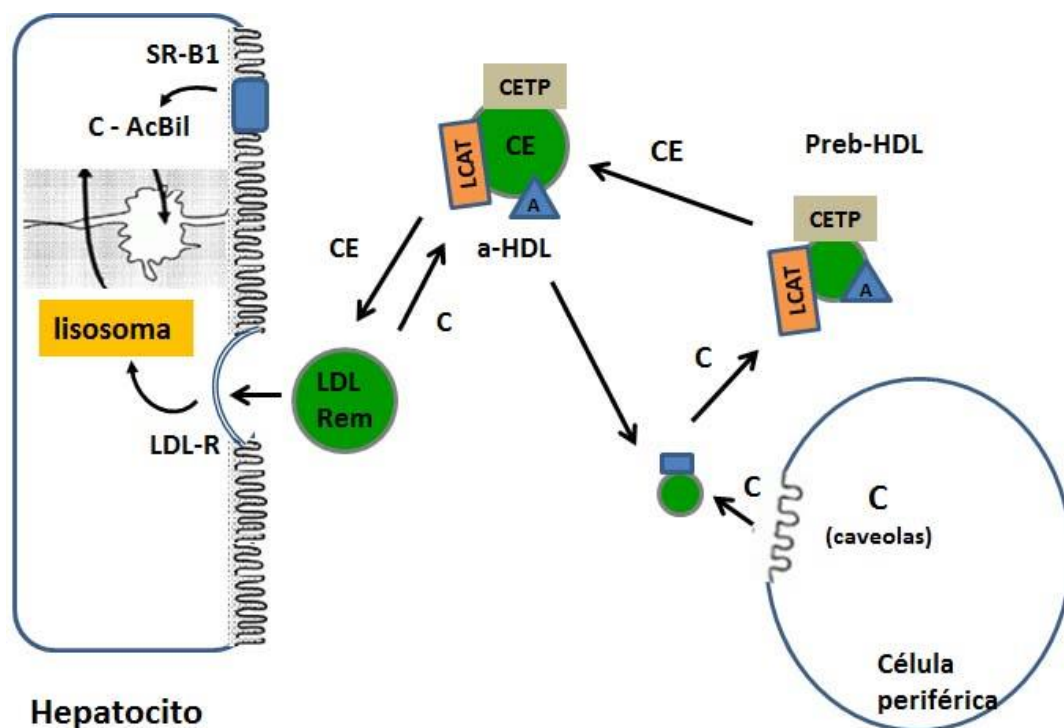 SR-B1
C - AcBil
lisosoma
LDL-R
Hepatocito
CETP
LCAT
CE
A
a-HDL
CE
C
LDL
Rem
CE
Preb-HDL
CETP
LCAT
A
C
C
C
(caveolas)
Célula
periférica